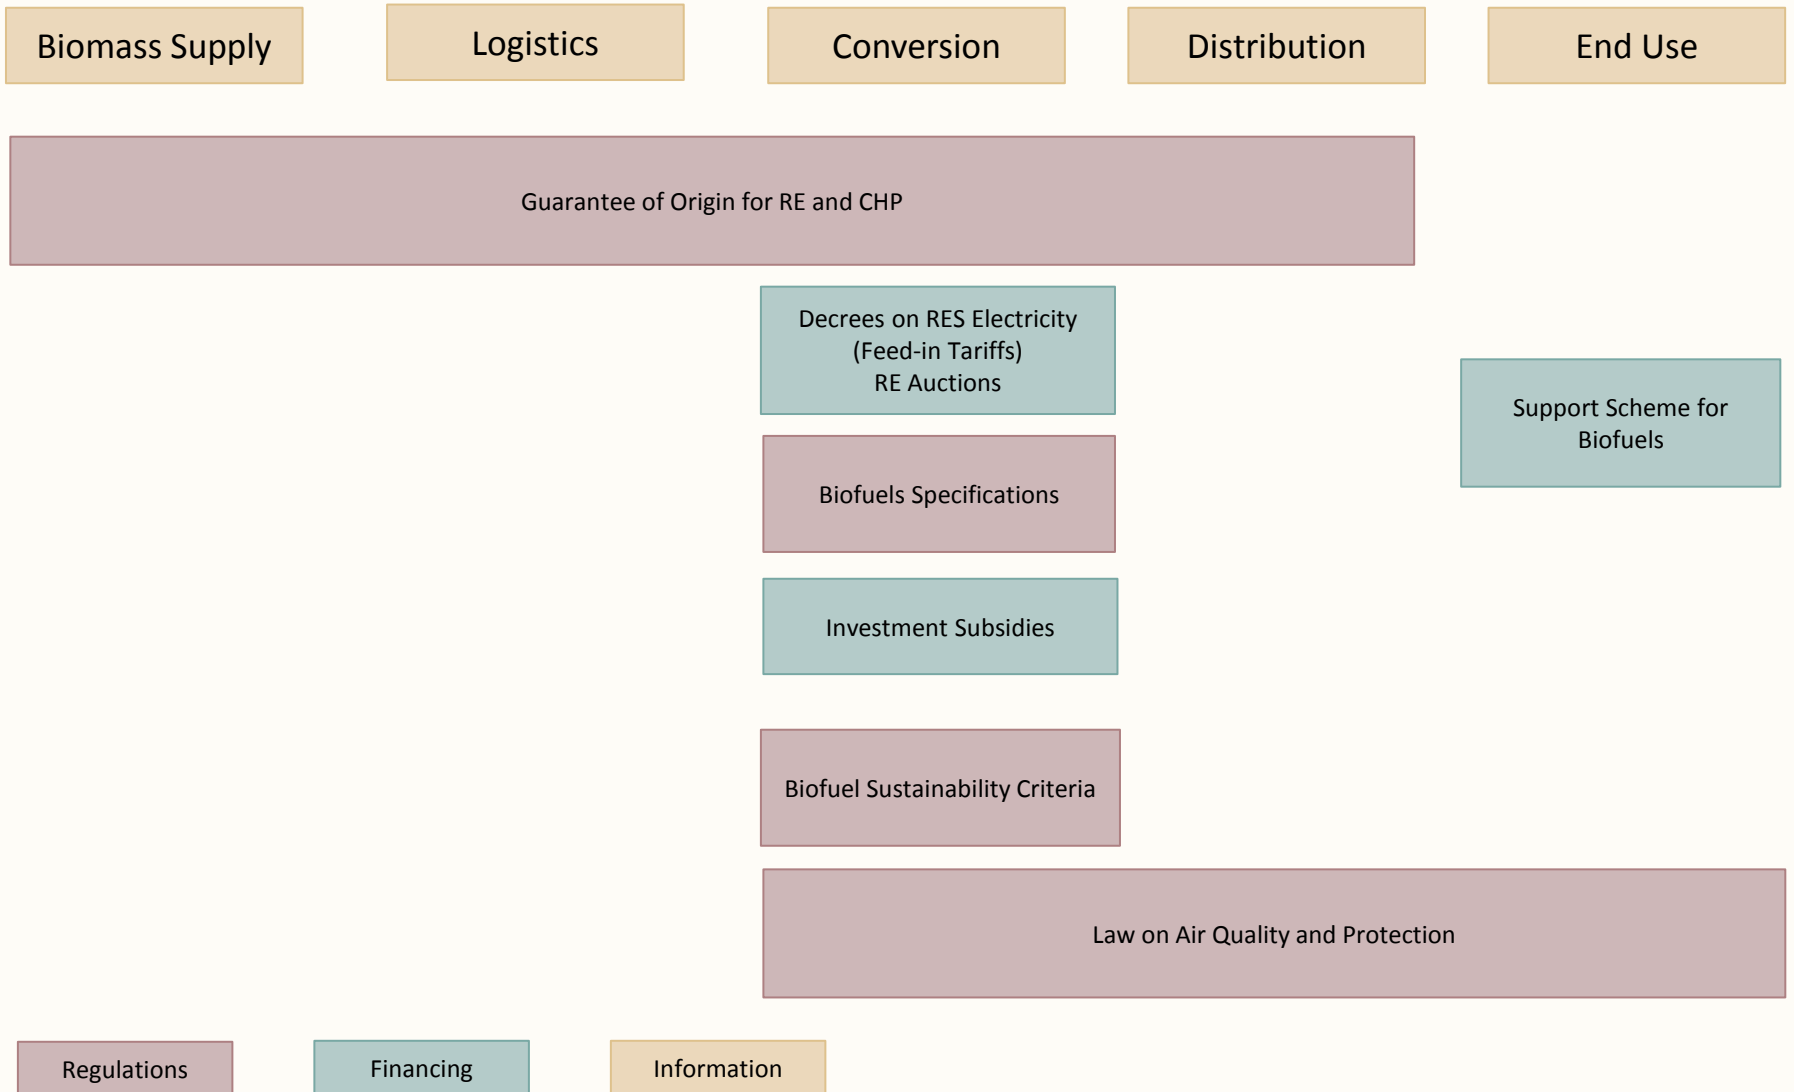 Biomass Supply
Logistics
Conversion
Distribution
End Use
Guarantee of Origin for RE and CHP
Decrees on RES Electricity
(Feed-in Tariffs)
RE Auctions
Support Scheme for
Biofuels
Biofuels Specifications
Investment Subsidies
Biofuel Sustainability Criteria
Law on Air Quality and Protection
Regulations
Financing
Information